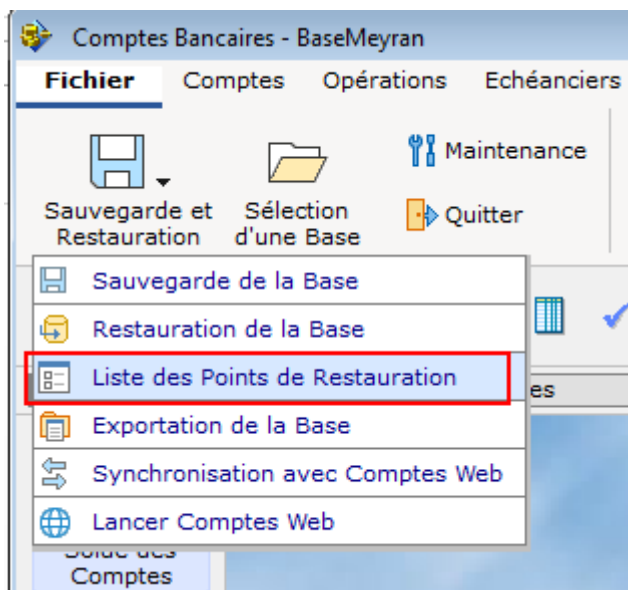 Comptes Bancaires - BaseMeyran
Fichier Comptes Opérations Echéanciers
Sauvegarde et Restauration
Sélection d'une Base
Maintenance
Quitter
Sauvegarde de la Base
Restauration de la Base
Liste des Points de Restauration
es
Exportation de la Base
Synchronisation avec Comptes Web
Lancer Comptes Web
Solde des
Comptes